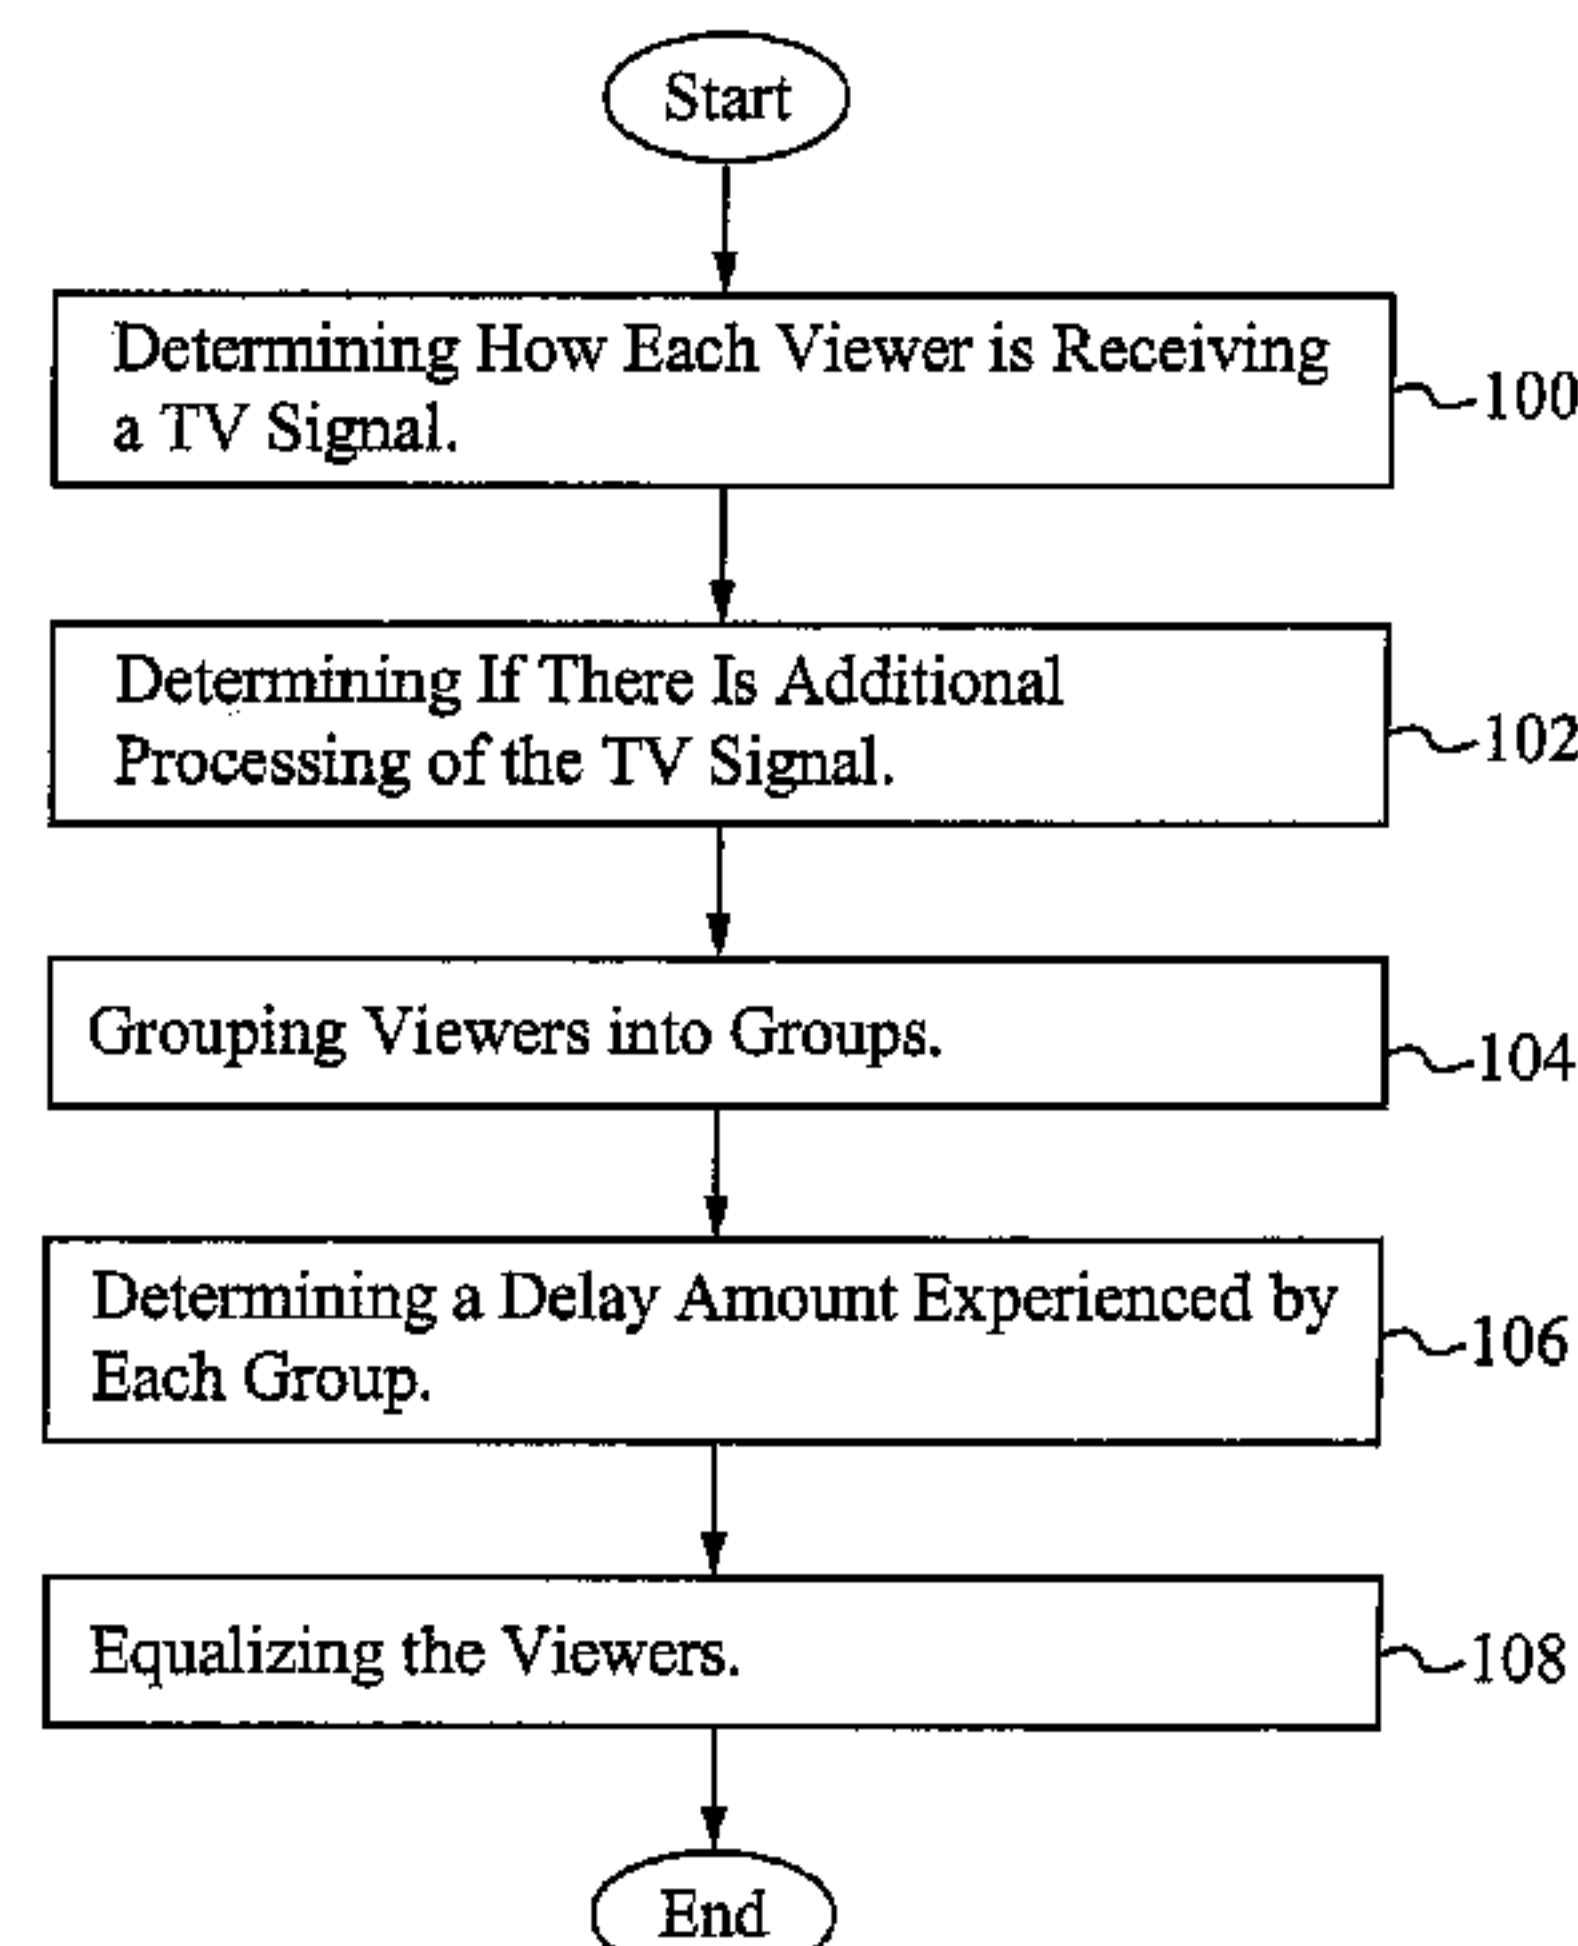 Start
Determining How Each Viewer is Receiving
a TV Signal.
100
Determining If There Is Additional
Processing of the TV Signal.
102
Grouping Viewers into Groups.
104
Determining a Delay Amount Experienced by
Each Group.
106
Equalizing the Viewers.
108
End